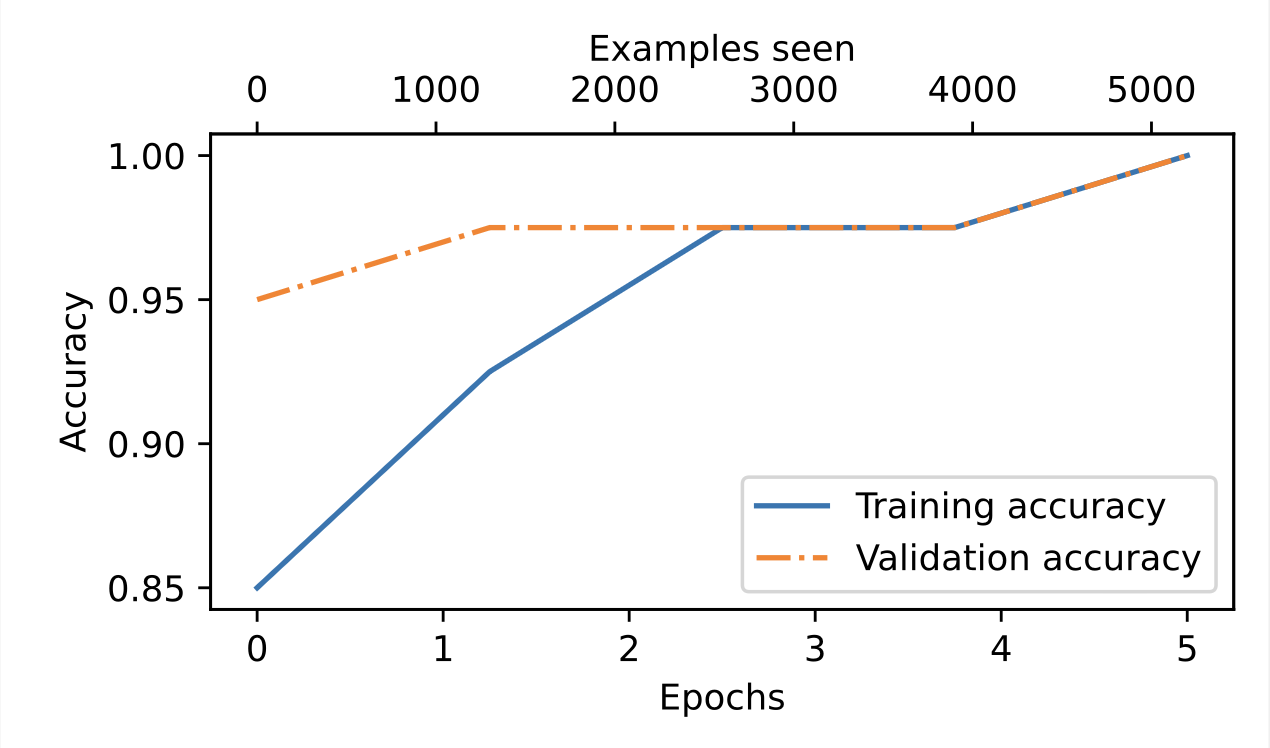 Examples seen
0 1000 2000 3000 4000 5000
1.00
0.95
0.90
0.85
Accuracy
Training accuracy
Validation accuracy
0 1 2 3 4 5
Epochs